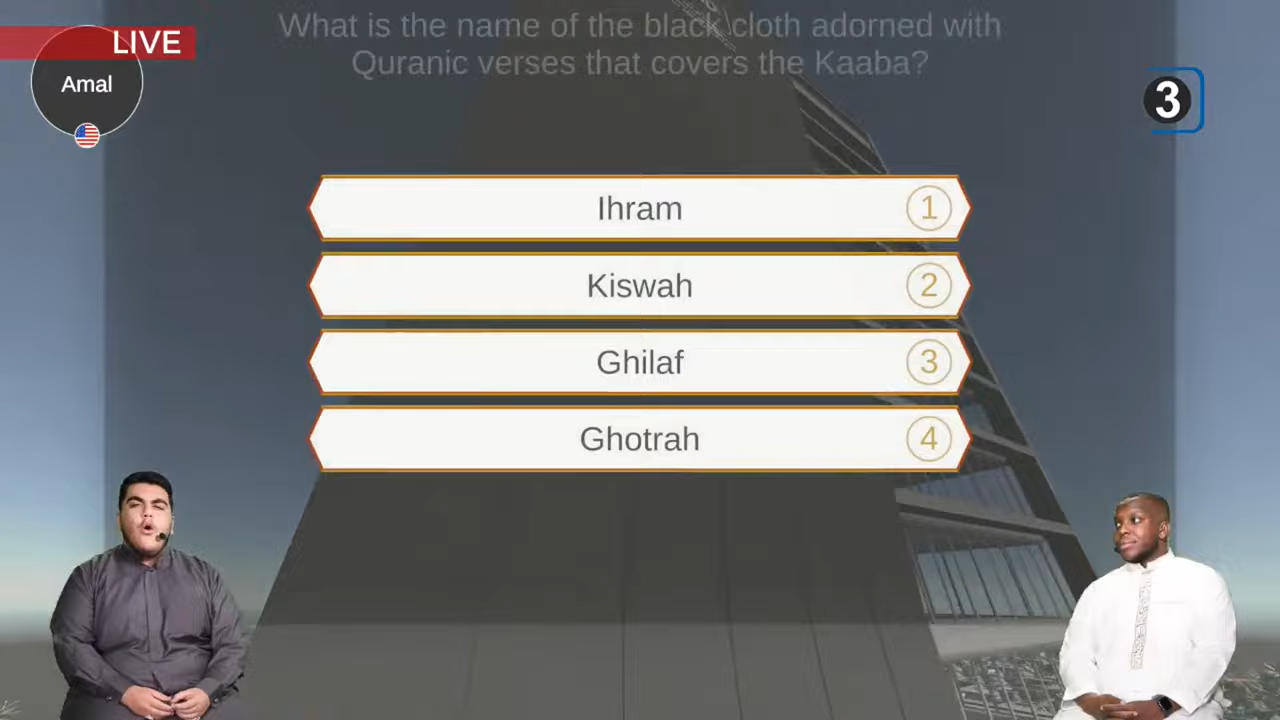 What is the name of the black cloth adorned with
Quranic verses that covers the Kaaba?
LIVE
Amal
3
Ihram 1
Kiswah 2
Ghilaf 3
Ghotrah 4